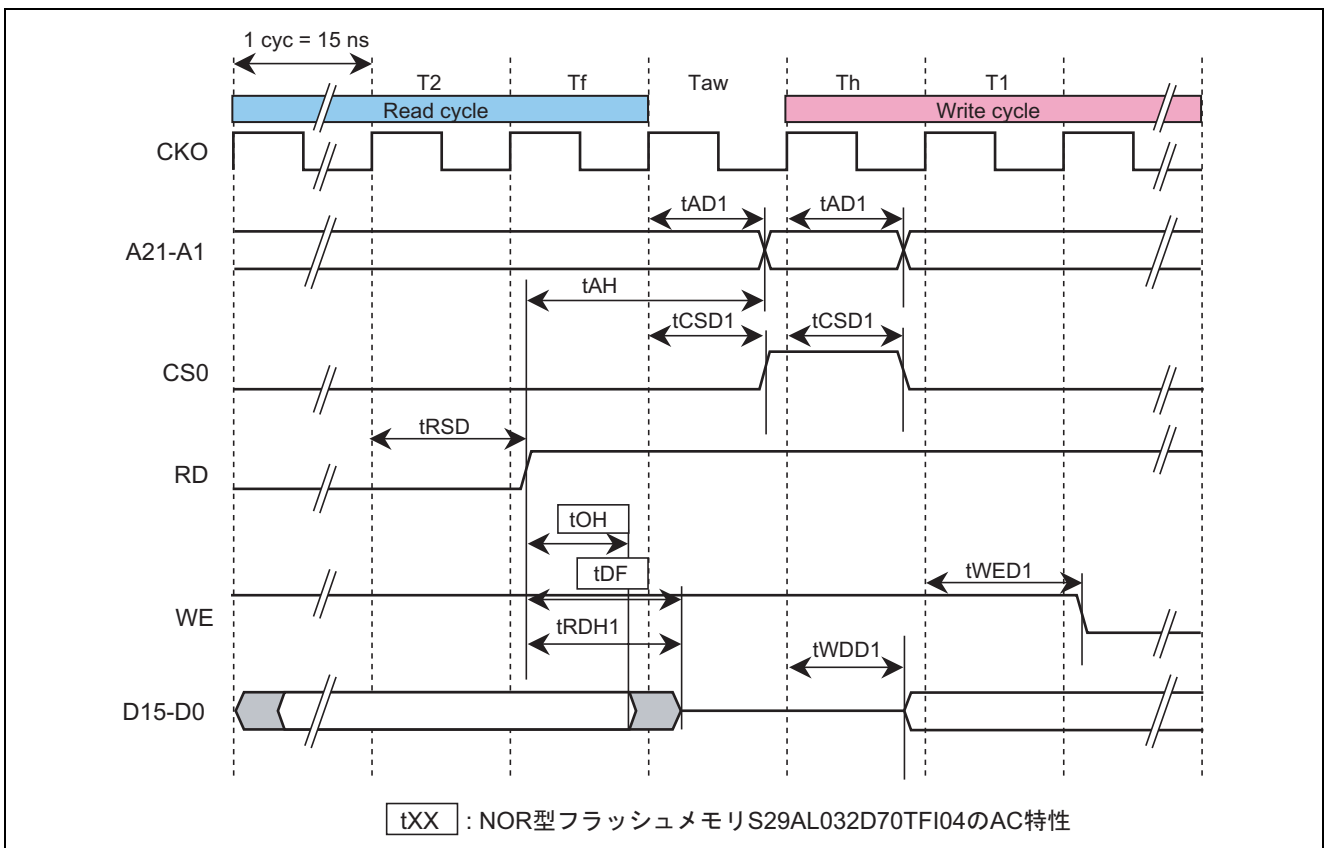 1 cyc = 15 ns
T2 Tf Taw Th T1
Read cycle Write cycle
CKO
tAD1 tAD1
A21-A1
tAH
tCSD1 tCSD1
CS0
tRSD
RD
tOH
tDF
tWED1
WE
tRDH1
tWDD1
D15-D0
tXX : NOR型フラッシュメモリS29AL032D70TFI04のAC特性